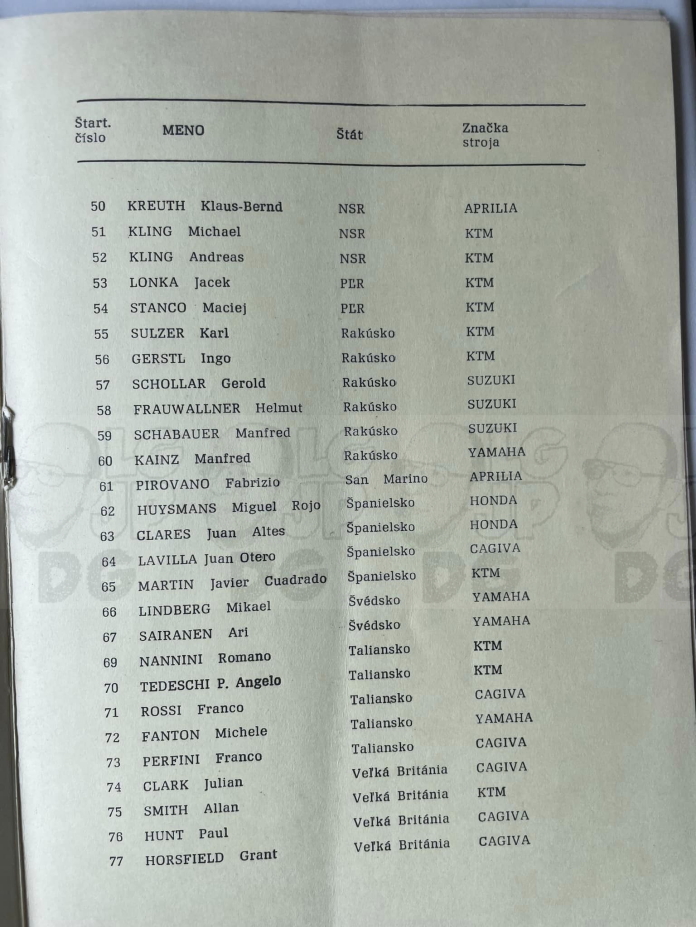 Štart. číslo MENO Štát Značka stroja
50 KREUTH Klaus-Bernd NSR APRILIA
51 KLING Michael NSR KTM
52 KLING Andreas NSR KTM
53 LONKA Jacek PĽR KTM
54 STANCO Maciej PĽR KTM
55 SULZER Karl Rakúsko KTM
56 GERSTL Ingo Rakúsko KTM
57 SCHOLLAR Gerold Rakúsko SUZUKI
58 FRAUWALLNER Helmut Rakúsko SUZUKI
59 SCHABAUER Manfred Rakúsko SUZUKI
60 KAINZ Manfred Rakúsko YAMAHA
61 PIROVANO Fabrizio San Marino APRILIA
62 HUYSMANS Miguel Rojo Španielsko HONDA
63 CLARES Juan Altes Španielsko HONDA
64 LAVILLA Juan Otero Španielsko CAGIVA
65 MARTIN Javier Cuadrado Španielsko KTM
66 LINDBERG Mikael Švédsko YAMAHA
67 SAIRANEN Ari Švédsko YAMAHA
69 NANNINI Romano Taliansko KTM
70 TEDESCHI P. Angelo Taliansko KTM
71 ROSSI Franco Taliansko CAGIVA
72 FANTON Michele Taliansko YAMAHA
73 PERFINI Franco Taliansko CAGIVA
74 CLARK Julian Veľká Británia CAGIVA
75 SMITH Allan Veľká Británia KTM
76 HUNT Paul Veľká Británia CAGIVA
77 HORSFIELD Grant Veľká Británia CAGIVA